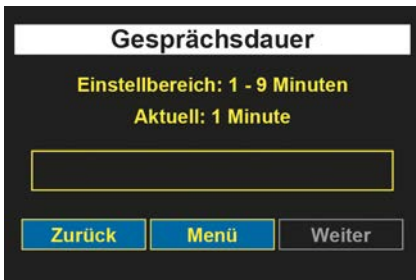 Gesprächsdauer
Einstellbereich: 1 - 9 Minuten
Aktuell: 1 Minute
Zurück Menü Weiter